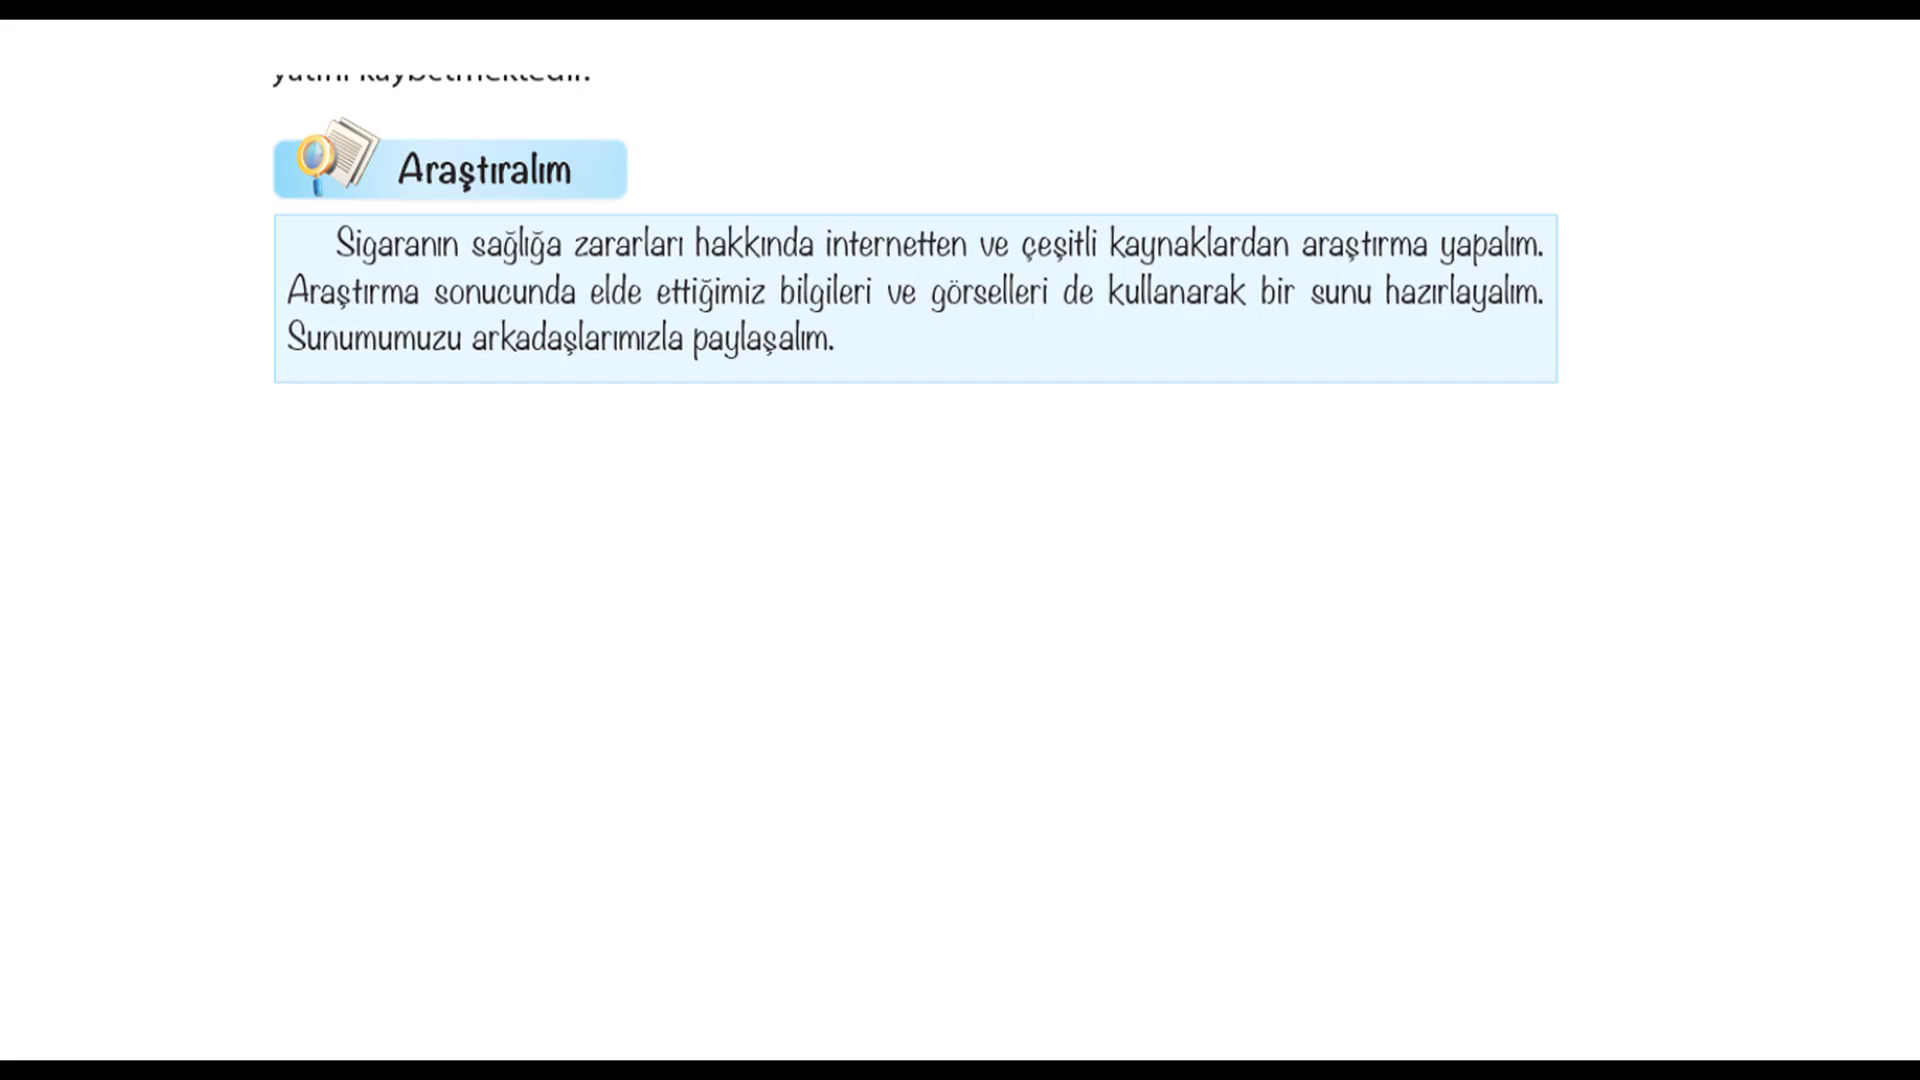 kaybetmektedir.
Araştıralım
Sigaranın sağlığa zararları hakkında internetten ve çeşitli kaynaklardan araştırma yapalım.
Araştırma sonucunda elde ettiğimiz bilgileri ve görselleri de kullanarak bir sunu hazırlayalım.
Sunumumuzu arkadaşlarımızla paylaşalım.